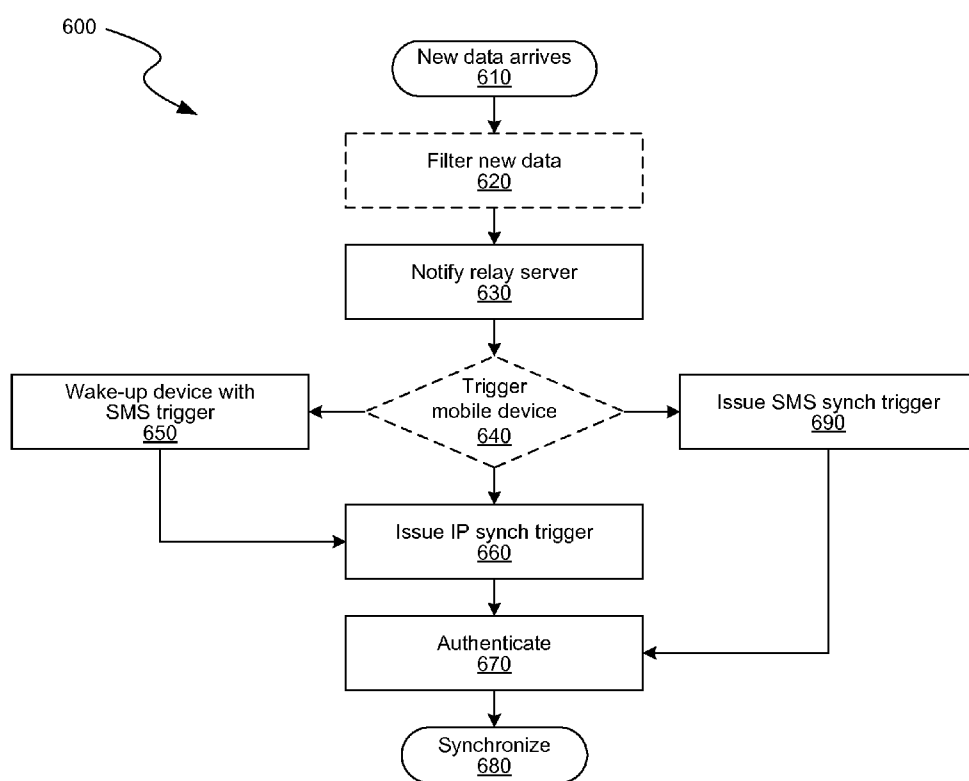 600
New data arrives
610
Filter new data
620
Notify relay server
630
Trigger
mobile device
640
Wake-up device with
SMS trigger
650
Issue SMS synch trigger
690
Issue IP synch trigger
660
Authenticate
670
Synchronize
680